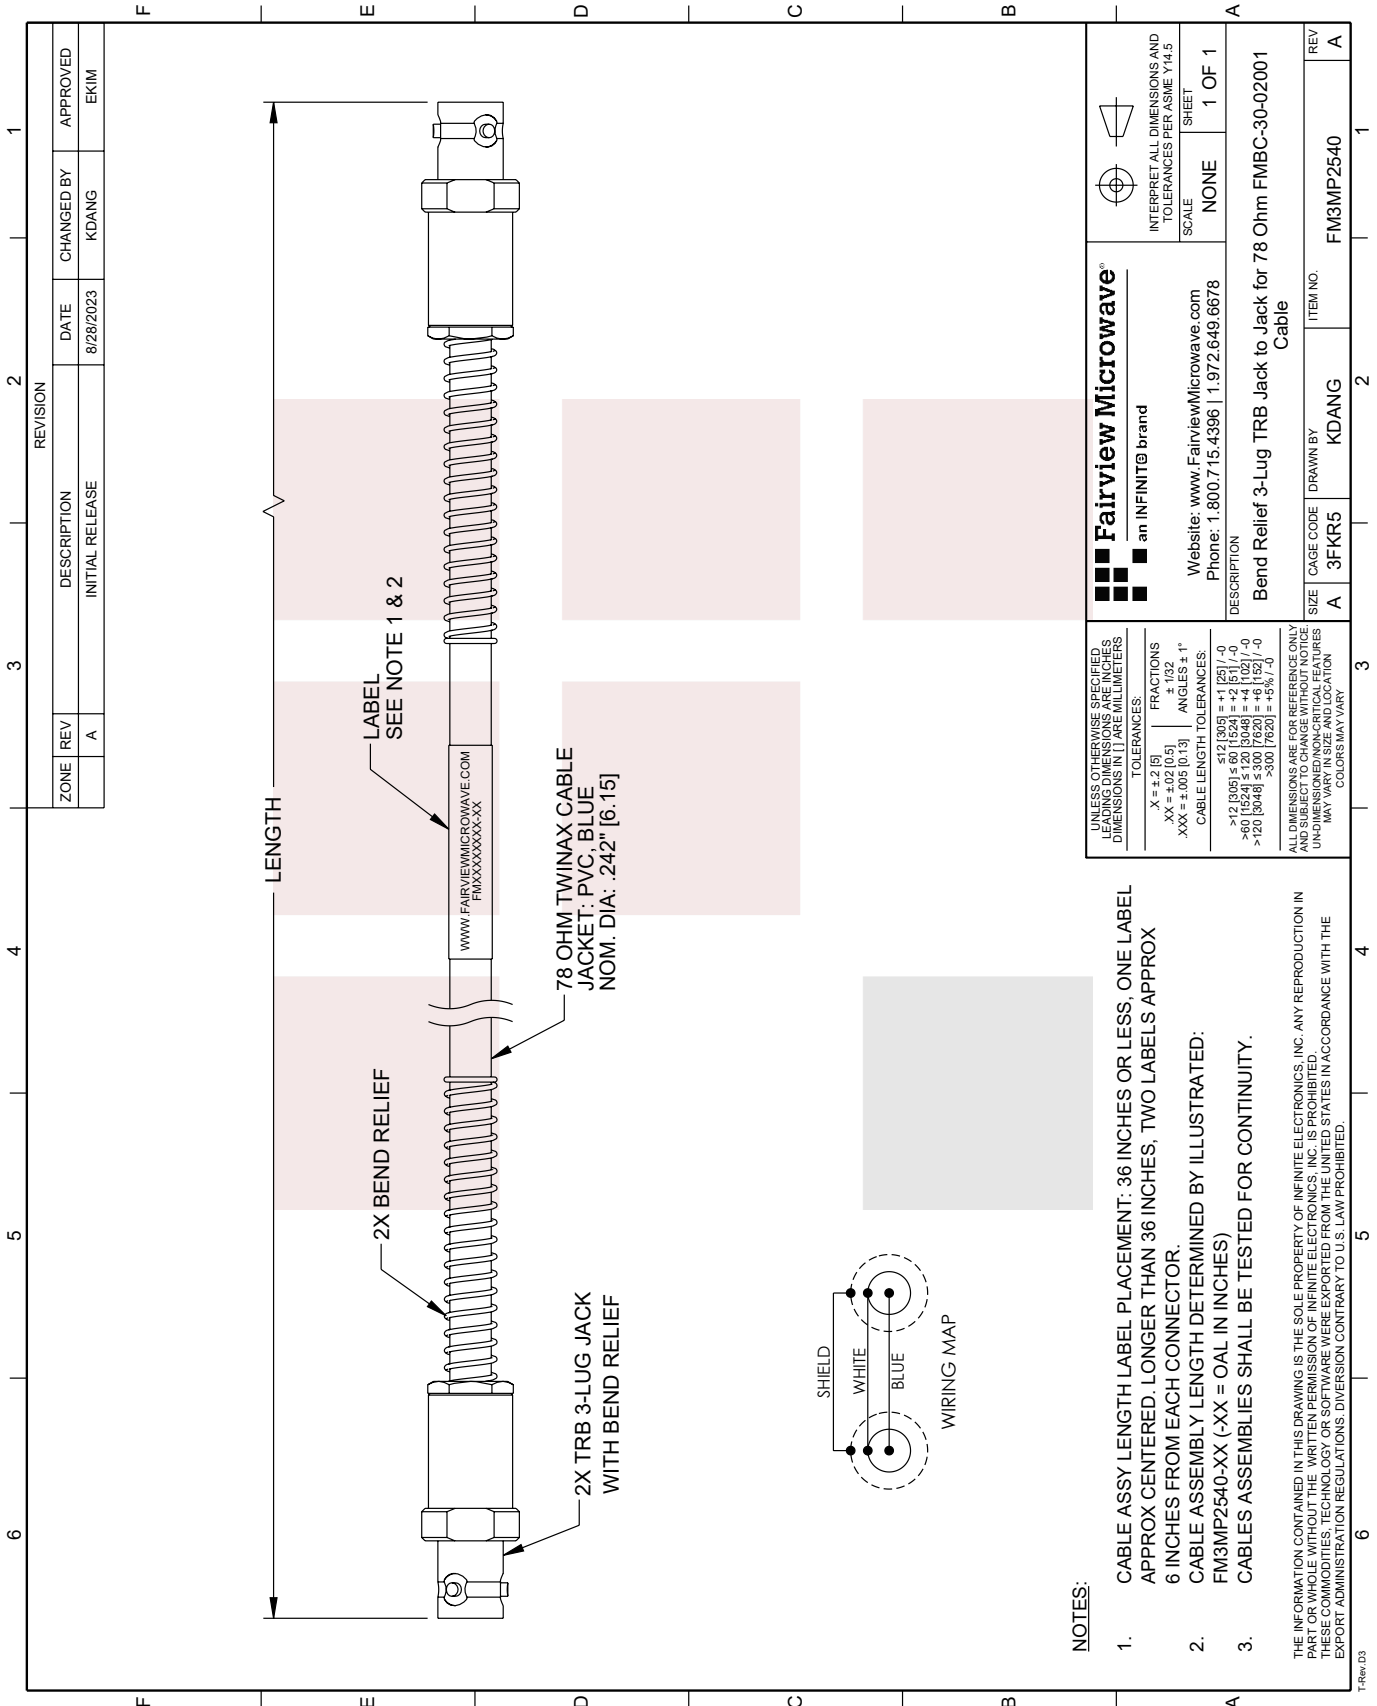 REVISION
ZONE REV DESCRIPTION DATE CHANGED BY APPROVED
A INITIAL RELEASE 8/28/2023 KDANG EKIM
6 5 4 3 2 1
F
E
D
C
B
A
LENGTH
2X BEND RELIEF
LABEL
SEE NOTE 1 & 2
WWW.FAIRVIEWMICROWAVE.COM
FMXXXXXXXXX-XX
2X TRB 3-LUG JACK
WITH BEND RELIEF
78 OHM TWINAX CABLE
JACKET: PVC, BLUE
NOM. DIA: .242" [6.15]
SHIELD
WHITE
BLUE
WIRING MAP
NOTES:
1. CABLE ASSY LENGTH LABEL PLACEMENT: 36 INCHES OR LESS, ONE LABEL
APPROX CENTERED. LONGER THAN 36 INCHES, TWO LABELS APPROX
6 INCHES FROM EACH CONNECTOR.
2. CABLE ASSEMBLY LENGTH DETERMINED BY ILLUSTRATED:
FM3MP2540-XX (-XX = OAL IN INCHES)
3. CABLES ASSEMBLIES SHALL BE TESTED FOR CONTINUITY.
THE INFORMATION CONTAINED IN THIS DRAWING IS THE SOLE PROPERTY OF INFINITE ELECTRONICS, INC. ANY REPRODUCTION IN
PART OR WHOLE WITHOUT THE WRITTEN PERMISSION OF INFINITE ELECTRONICS, INC. IS PROHIBITED.
THESE COMMODITIES, TECHNOLOGY OR SOFTWARE WERE EXPORTED FROM THE UNITED STATES IN ACCORDANCE WITH THE
EXPORT ADMINISTRATION REGULATIONS. DIVERSION CONTRARY TO U.S. LAW PROHIBITED.
UNLESS OTHERWISE SPECIFIED
LEADING DIMENSIONS ARE INCHES
DIMENSIONS IN [ ] ARE MILLIMETERS
TOLERANCES:
.X = ±.2 [5] FRACTIONS
.XX = ±.02 [0.5] ± 1/32
.XXX = ±.005 [0.13] ANGLES ± 1°
CABLE LENGTH TOLERANCES:
≤12 [305] = +1 [25] / -0
>12 [305] ≤ 60 [1524] = +2 [51] / -0
>60 [1524] ≤ 120 [3048] = +4 [102] / -0
>120 [3048] ≤ 300 [7620] = +6 [152] / -0
>300 [7620] = +5% / -0
ALL DIMENSIONS ARE FOR REFERENCE ONLY
AND SUBJECT TO CHANGE WITHOUT NOTICE.
UN-DIMENSIONED/NON-CRITICAL FEATURES
MAY VARY IN SIZE AND LOCATION
COLORS MAY VARY
Fairview Microwave®
an INFINIT® brand
Website: www.FairviewMicrowave.com
Phone: 1.800.715.4396 | 1.972.649.6678
INTERPRET ALL DIMENSIONS AND
TOLERANCES PER ASME Y14.5
SCALE NONE
SHEET 1 OF 1
DESCRIPTION
Bend Relief 3-Lug TRB Jack to Jack for 78 Ohm FMBC-30-02001
Cable
SIZE A
CAGE CODE 3FKR5
DRAWN BY KDANG
ITEM NO. FM3MP2540
REV A
6 5 4 3 2 1
F
E
D
C
B
A
T-Rev.D3